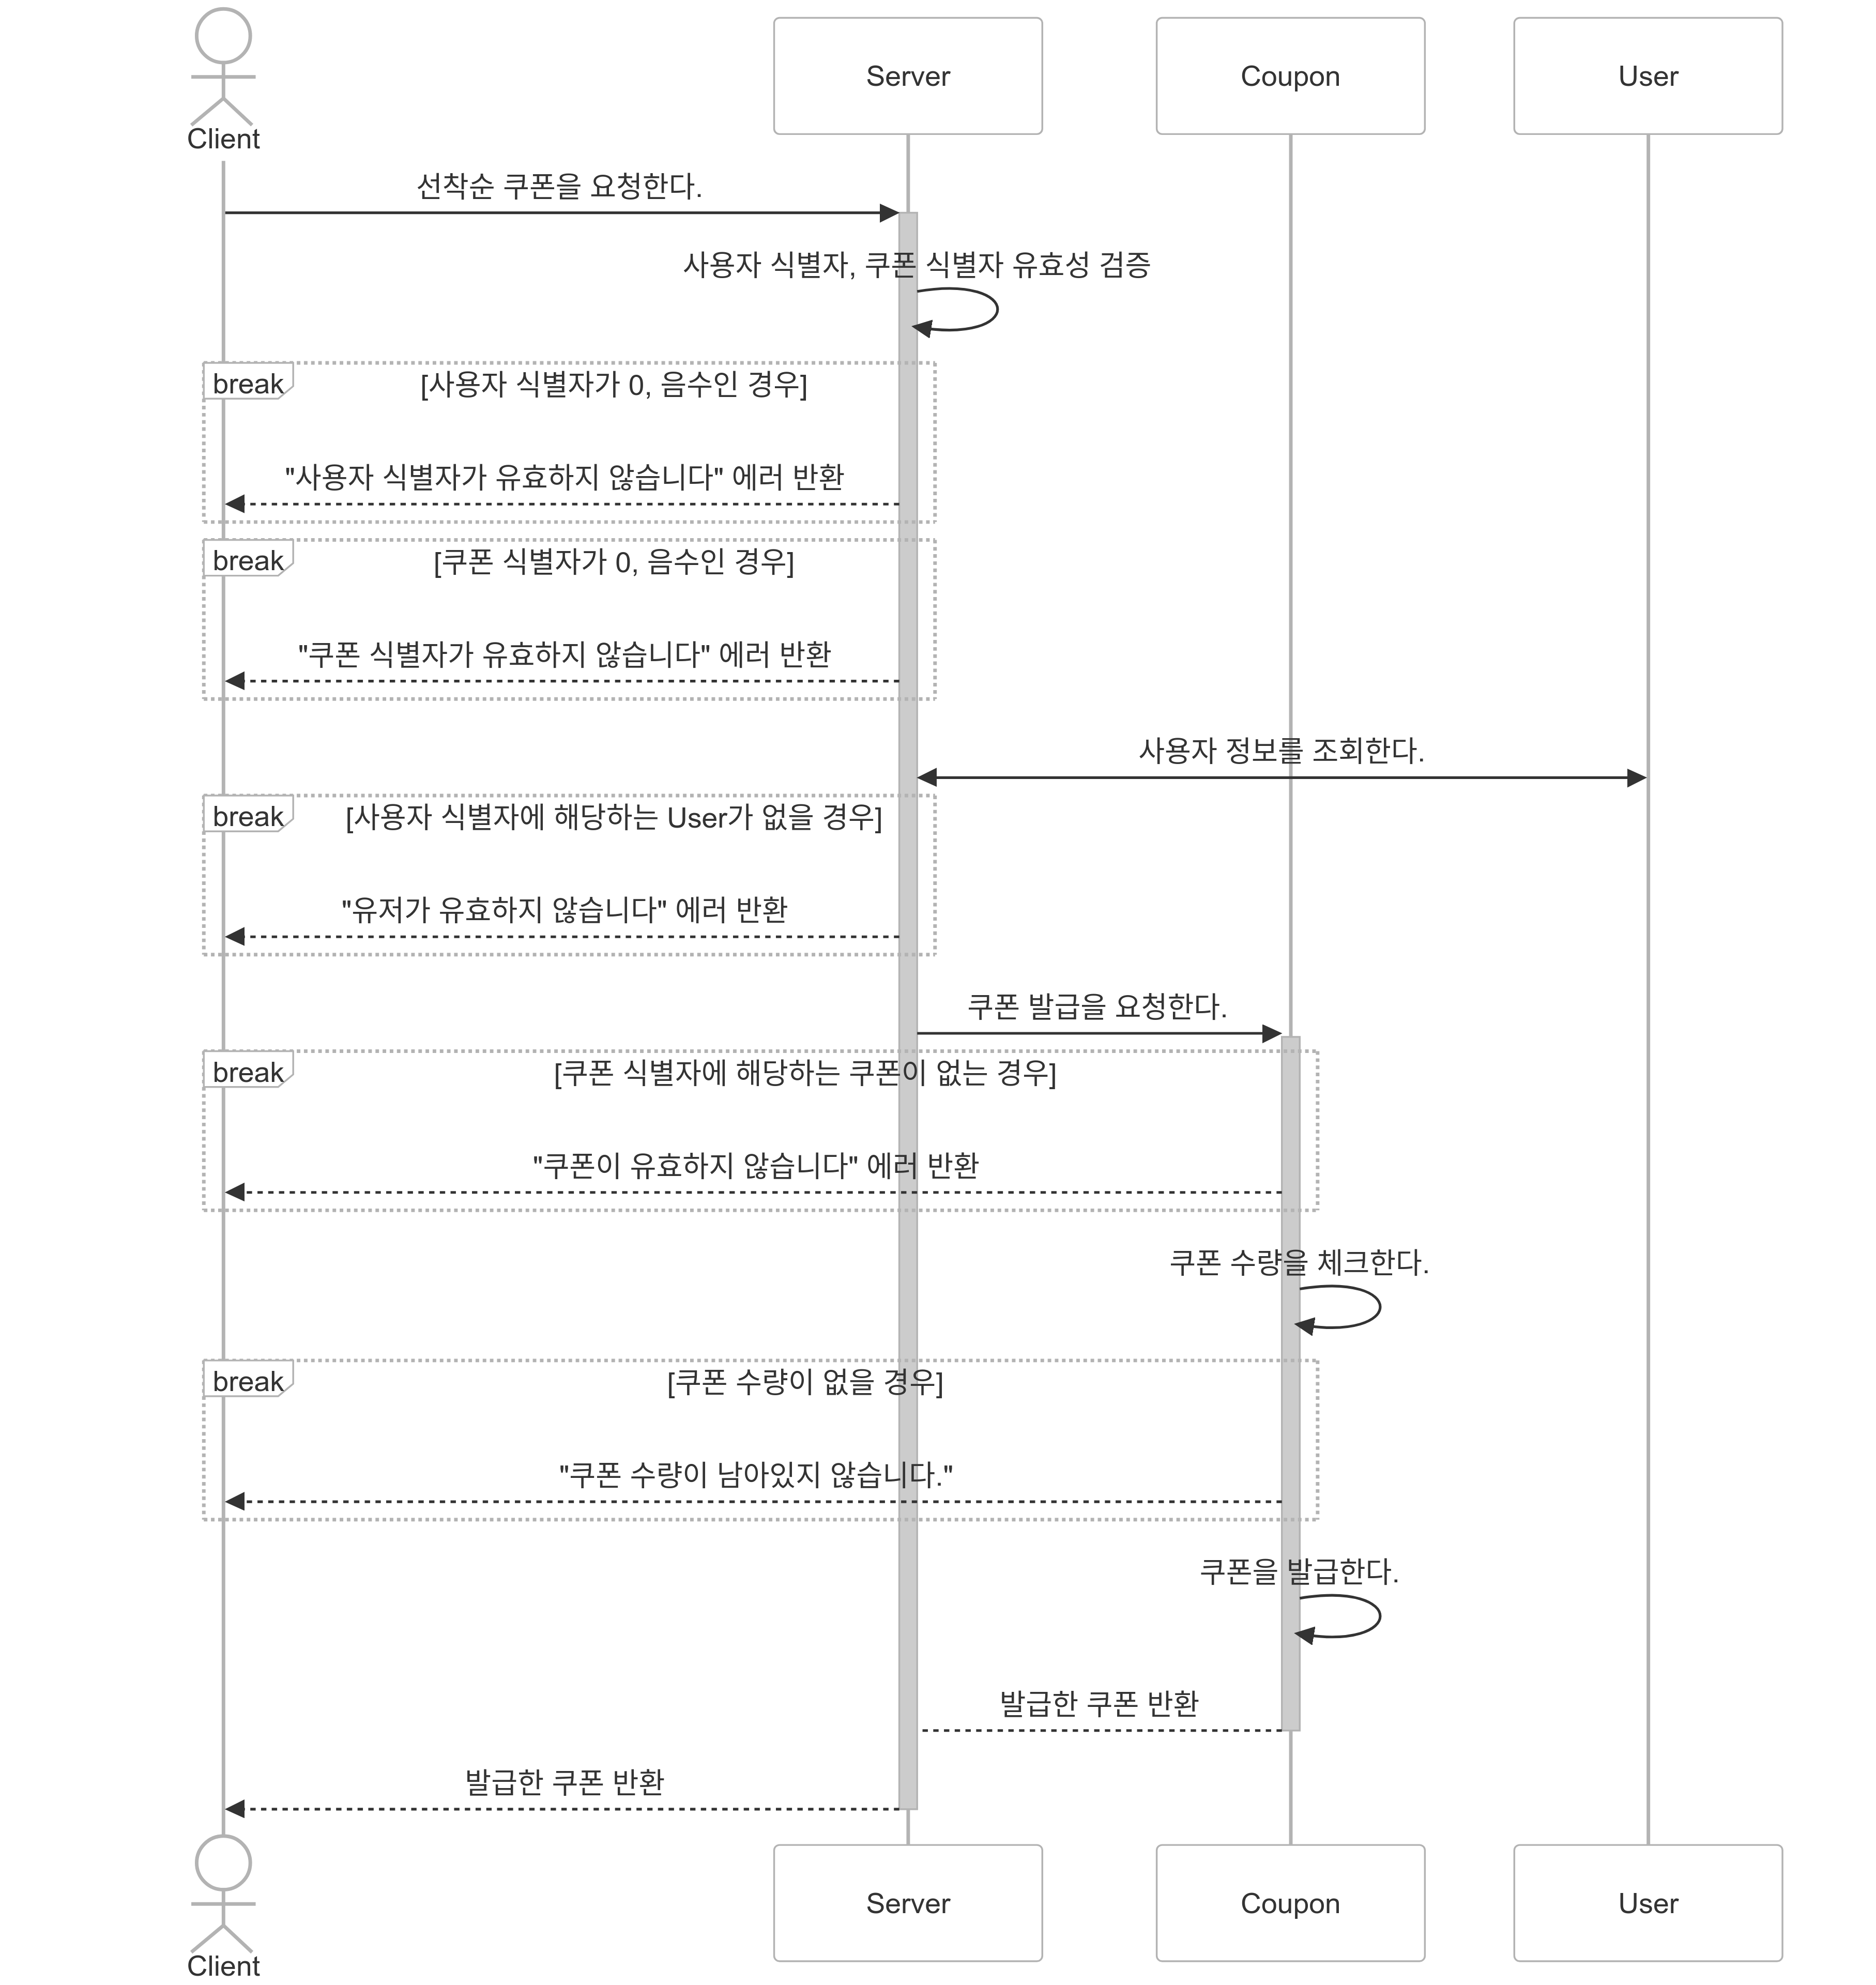 Server
Coupon
User
Client
선착순 쿠폰을 요청한다.
사용자 식별자, 쿠폰 식별자 유효성 검증
break
[사용자 식별자가 0, 음수인 경우]
"사용자 식별자가 유효하지 않습니다" 에러 반환
break
[쿠폰 식별자가 0, 음수인 경우]
"쿠폰 식별자가 유효하지 않습니다" 에러 반환
사용자 정보를 조회한다.
break
[사용자 식별자에 해당하는 User가 없을 경우]
"유저가 유효하지 않습니다" 에러 반환
쿠폰 발급을 요청한다.
break
[쿠폰 식별자에 해당하는 쿠폰이 없는 경우]
"쿠폰이 유효하지 않습니다" 에러 반환
쿠폰 수량을 체크한다.
break
[쿠폰 수량이 없을 경우]
"쿠폰 수량이 남아있지 않습니다."
쿠폰을 발급한다.
발급한 쿠폰 반환
발급한 쿠폰 반환
Server
Coupon
User
Client